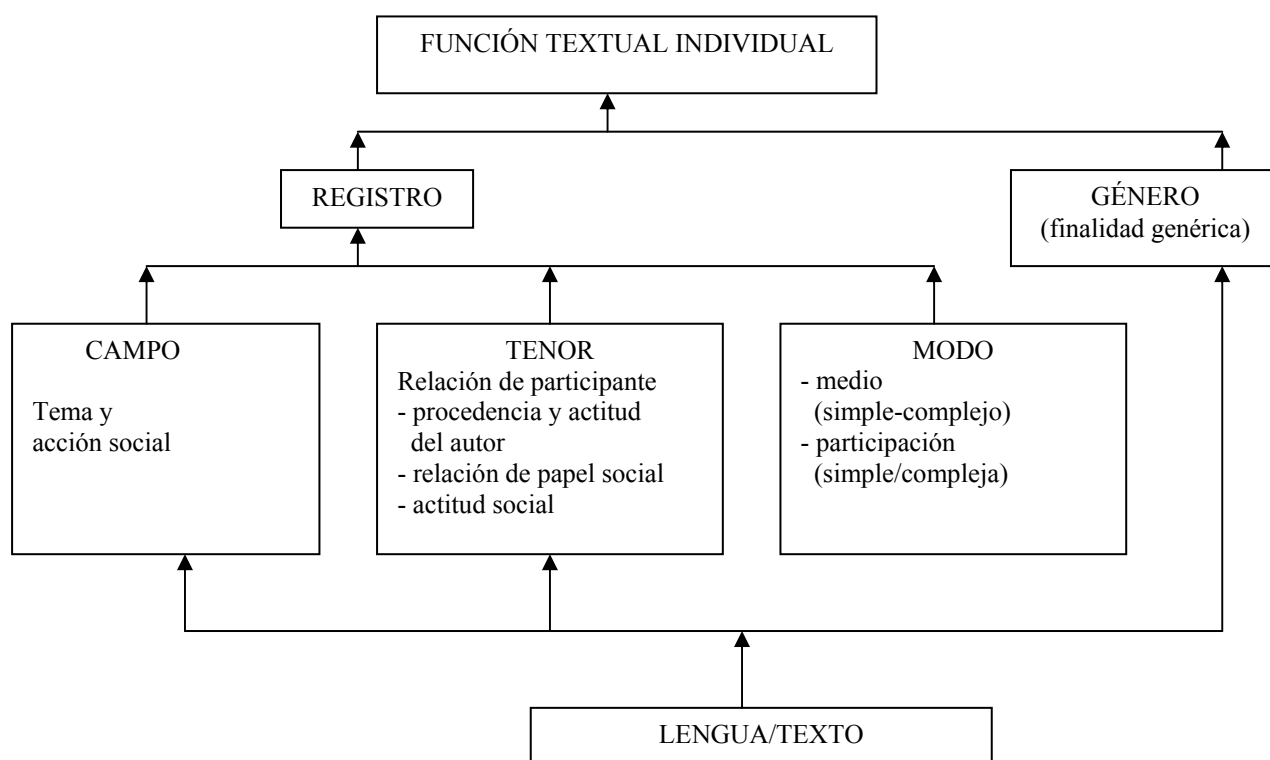 FUNCIÓN TEXTUAL INDIVIDUAL
REGISTRO
GÉNERO
(finalidad genérica)
CAMPO
Tema y
acción social
TENOR
Relación de participante
- procedencia y actitud
del autor
- relación de papel social
- actitud social
MODO
- medio
(simple-complejo)
- participación
(simple/compleja)
LENGUA/TEXTO